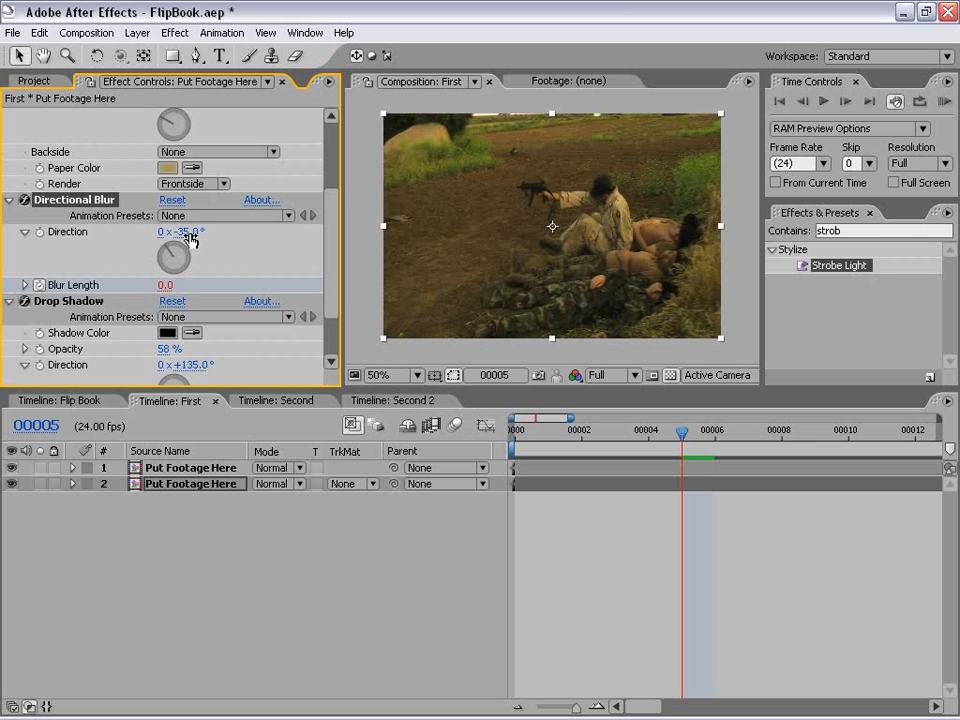 Adobe After Effects - FlipBook.aep *
File Edit Composition Layer Effect Animation View Window Help
Workspace: Standard
Project Effect Controls: Put Footage Here
First * Put Footage Here
Backside None
Paper Color
Render Frontside
Directional Blur Reset About...
Animation Presets: None
Direction 0 x -35.0 °
Blur Length 0.0
Drop Shadow Reset About...
Animation Presets: None
Shadow Color
Opacity 58 %
Direction 0 x +135.0 °
Composition: First Footage: (none)
50% 00005 Full Active Camera
Time Controls
RAM Preview Options
Frame Rate Skip Resolution
(24) 0 Full
From Current Time Full Screen
Effects & Presets
Contains: strob
Stylize
Strobe Light
Timeline: Flip Book Timeline: First Timeline: Second Timeline: Second 2
00005 (24.00 fps)
0000 00002 00004 00006 00008 00010 00012
# Source Name Mode T TrkMat Parent
1 Put Footage Here Normal None
2 Put Footage Here Normal None None